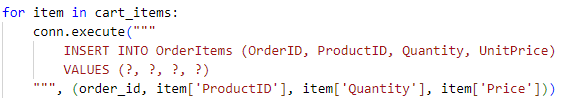 for item in cart_items:
    conn.execute("""
        INSERT INTO OrderItems (OrderID, ProductID, Quantity, UnitPrice)
        VALUES (?, ?, ?, ?)
    """, (order_id, item['ProductID'], item['Quantity'], item['Price']))